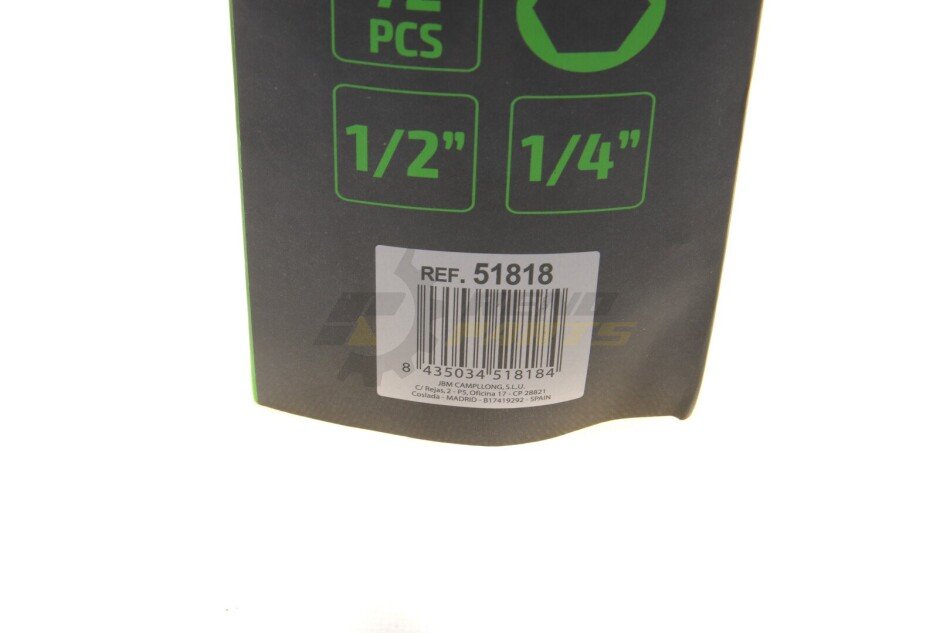 PCS
1/2”
1/4”
REF. 51818
8 435034 518184
JBM CAMPLLONG, S.L.U.
C/ Rejas, 2 - P5, Oficina 17 - CP 28821
Coslada - MADRID - B17419292 - SPAIN
PARTS